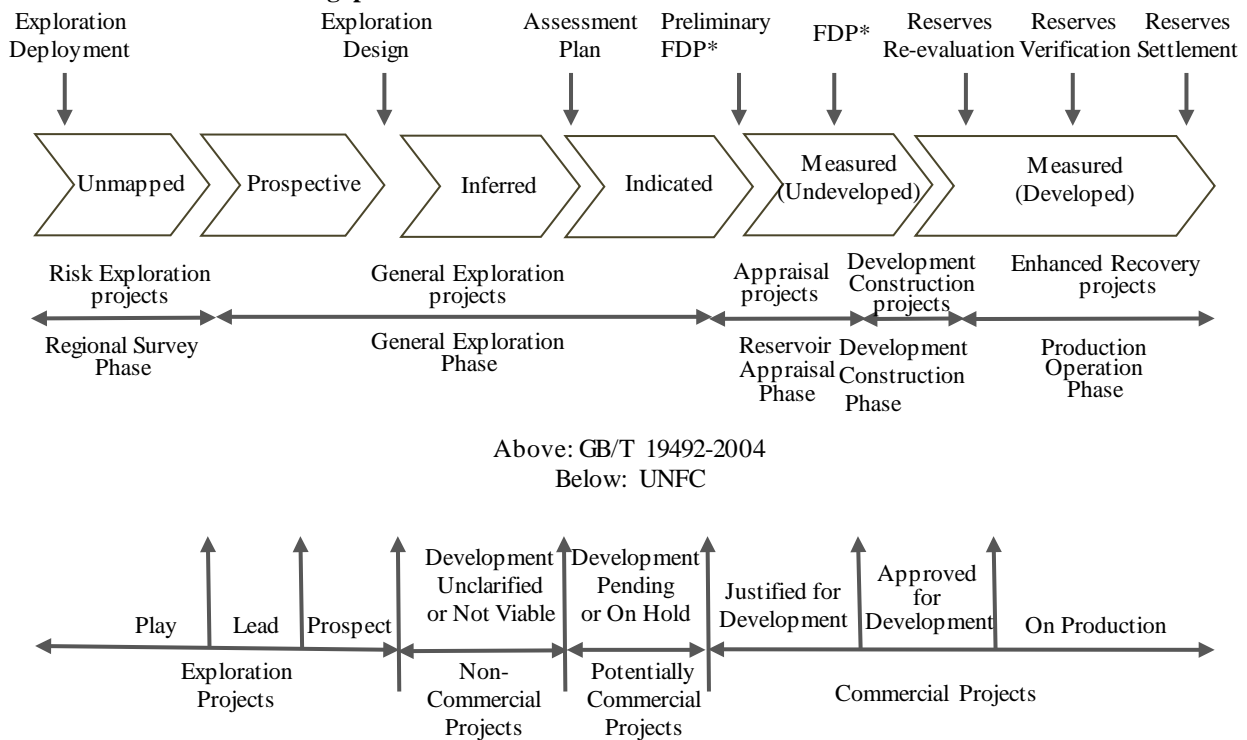 Exploration
Deployment
Exploration
Design
Assessment
Plan
Preliminary
FDP*
FDP*
Reserves
Re-evaluation
Reserves
Verification
Reserves
Settlement
Unmapped
Prospective
Inferred
Indicated
Measured
(Undeveloped)
Measured
(Developed)
Risk Exploration
projects
General Exploration
projects
Appraisal
projects
Development
Construction
projects
Enhanced Recovery
projects
Regional Survey
Phase
General Exploration
Phase
Reservoir
Appraisal
Phase
Development
Construction
Phase
Production
Operation
Phase
Above: GB/T 19492-2004
Below: UNFC
Play
Lead
Prospect
Development
Unclarified
or Not Viable
Development
Pending
or On Hold
Justified for
Development
Approved
for
Development
On Production
Exploration
Projects
Non-
Commercial
Projects
Potentially
Commercial
Projects
Commercial Projects